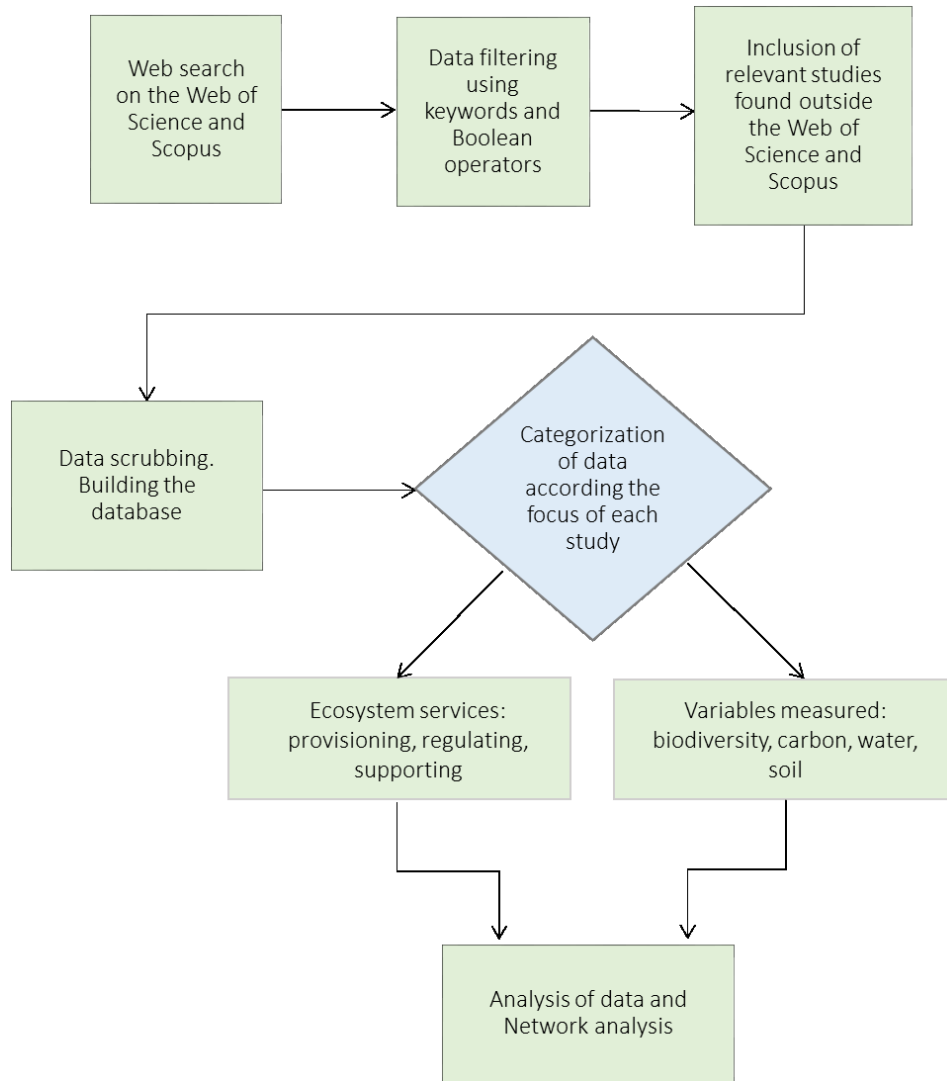 Web search
on the Web of
Science and
Scopus
Data filtering
using
keywords and
Boolean
operators
Inclusion of
relevant studies
found outside
the Web of
Science and
Scopus
Data scrubbing.
Building the
database
Categorization
of data
according the
focus of each
study
Ecosystem services:
provisioning, regulating,
supporting
Variables measured:
biodiversity, carbon, water,
soil
Analysis of data and
Network analysis